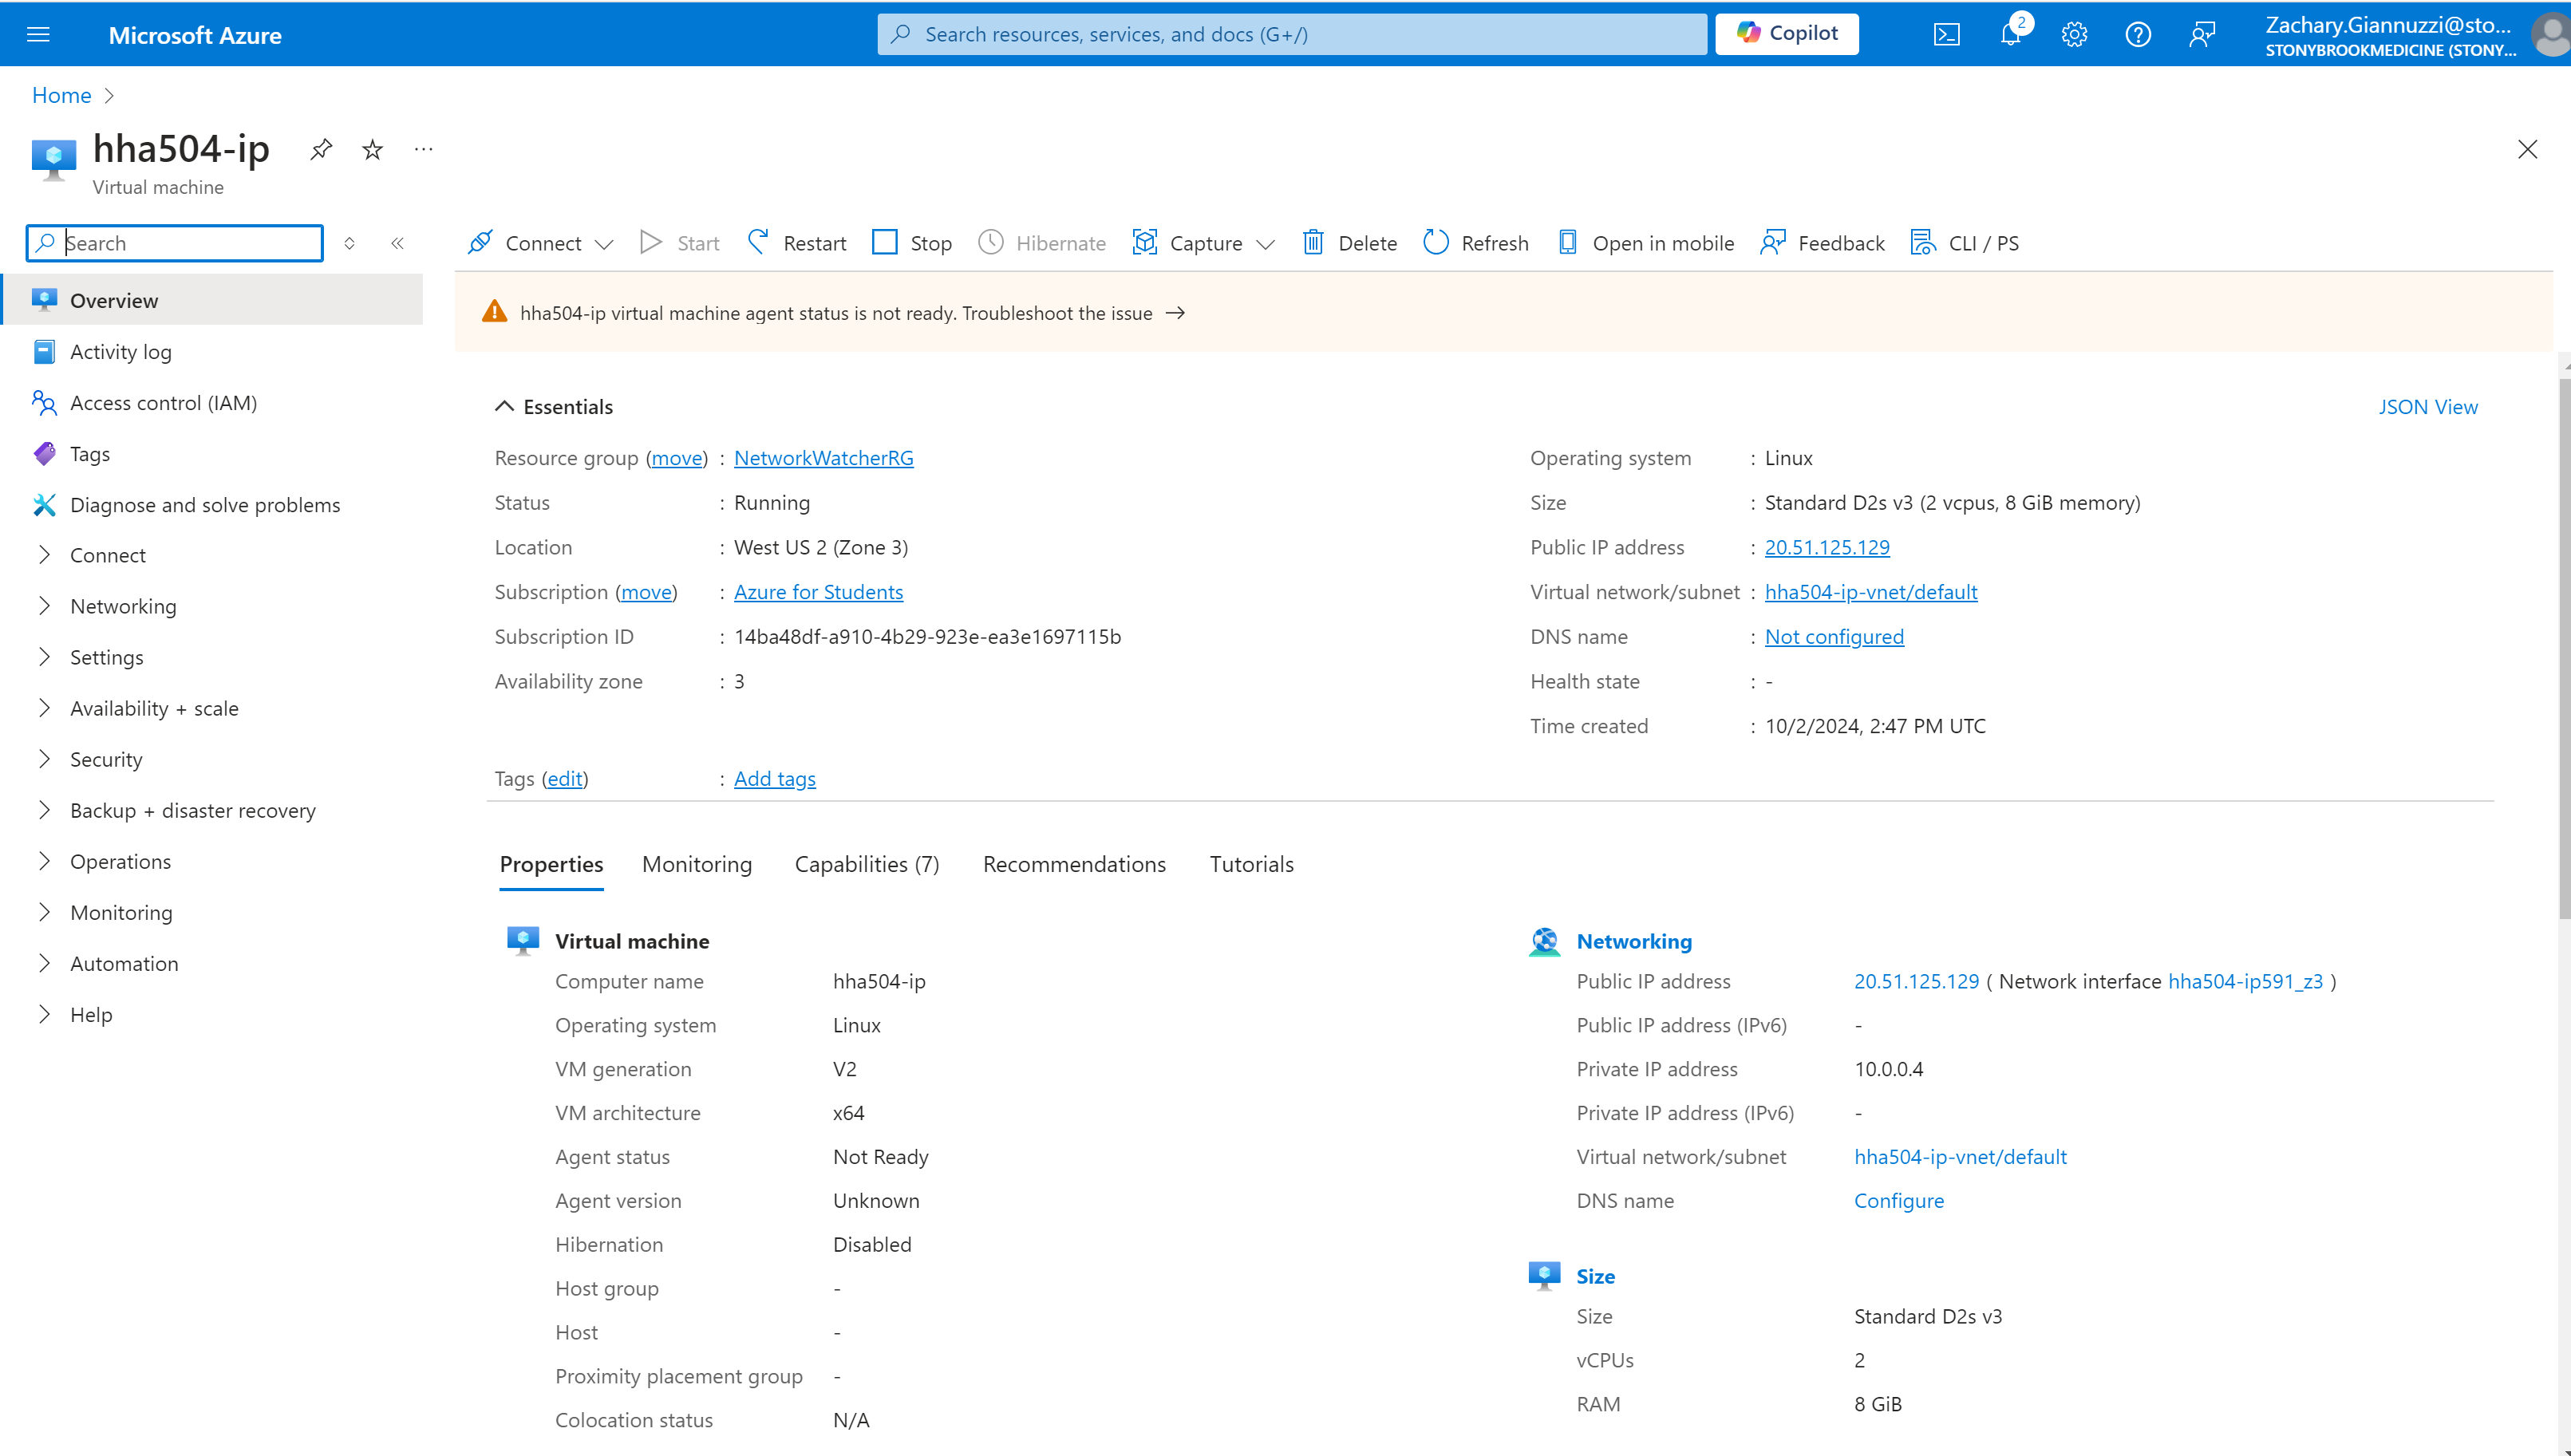 Microsoft Azure
Search resources, services, and docs (G+/)
Copilot
2
Zachary.Giannuzzi@sto...
STONYBROOKMEDICINE (STONY...
Home
hha504-ip
Virtual machine
Search
Connect
Start
Restart
Stop
Hibernate
Capture
Delete
Refresh
Open in mobile
Feedback
CLI / PS
Overview
Activity log
Access control (IAM)
Tags
Diagnose and solve problems
Connect
Networking
Settings
Availability + scale
Security
Backup + disaster recovery
Operations
Monitoring
Automation
Help
hha504-ip virtual machine agent status is not ready. Troubleshoot the issue →
Essentials
JSON View
Resource group (move) : NetworkWatcherRG
Status : Running
Location : West US 2 (Zone 3)
Subscription (move) : Azure for Students
Subscription ID : 14ba48df-a910-4b29-923e-ea3e1697115b
Availability zone : 3
Operating system : Linux
Size : Standard D2s v3 (2 vcpus, 8 GiB memory)
Public IP address : 20.51.125.129
Virtual network/subnet : hha504-ip-vnet/default
DNS name : Not configured
Health state : -
Time created : 10/2/2024, 2:47 PM UTC
Tags (edit) : Add tags
Properties
Monitoring
Capabilities (7)
Recommendations
Tutorials
Virtual machine
Computer name hha504-ip
Operating system Linux
VM generation V2
VM architecture x64
Agent status Not Ready
Agent version Unknown
Hibernation Disabled
Host group -
Host -
Proximity placement group -
Colocation status N/A
Networking
Public IP address 20.51.125.129 ( Network interface hha504-ip591_z3 )
Public IP address (IPv6) -
Private IP address 10.0.0.4
Private IP address (IPv6) -
Virtual network/subnet hha504-ip-vnet/default
DNS name Configure
Size
Size Standard D2s v3
vCPUs 2
RAM 8 GiB